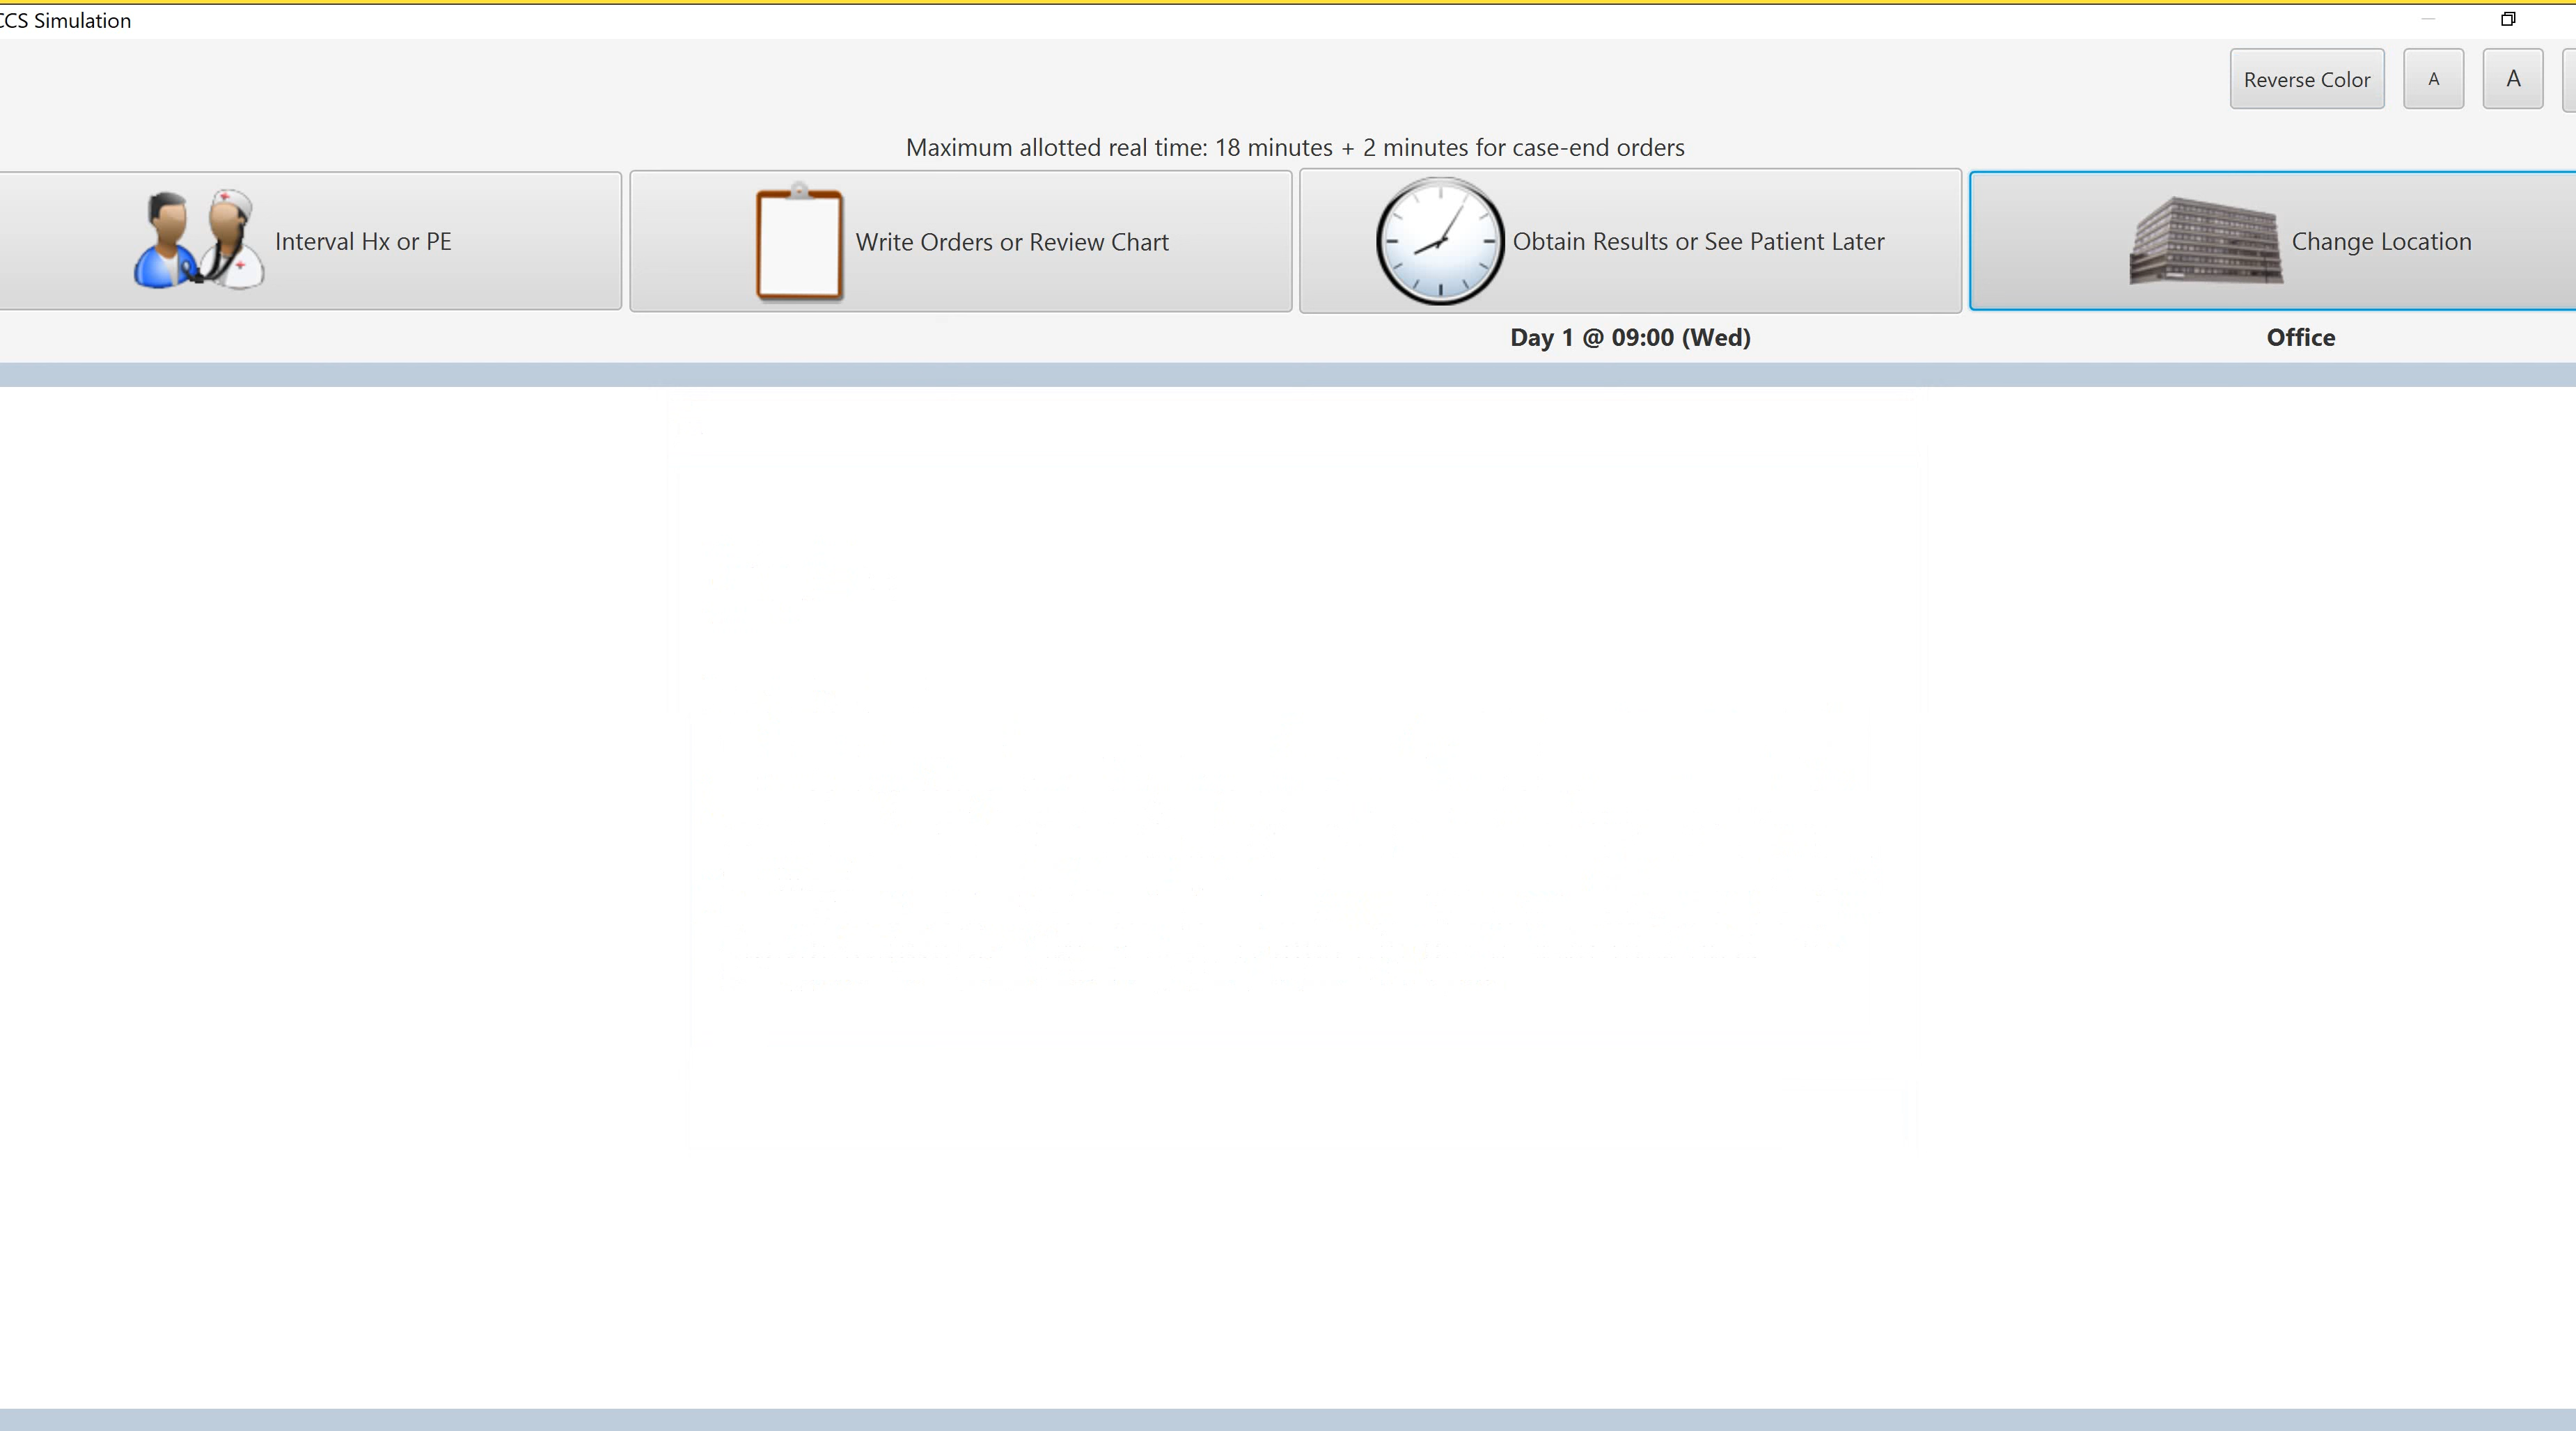 CCS Simulation
Reverse Color
A
A
Maximum allotted real time: 18 minutes + 2 minutes for case-end orders
Interval Hx or PE
Write Orders or Review Chart
Obtain Results or See Patient Later
Change Location
Day 1 @ 09:00 (Wed)
Office